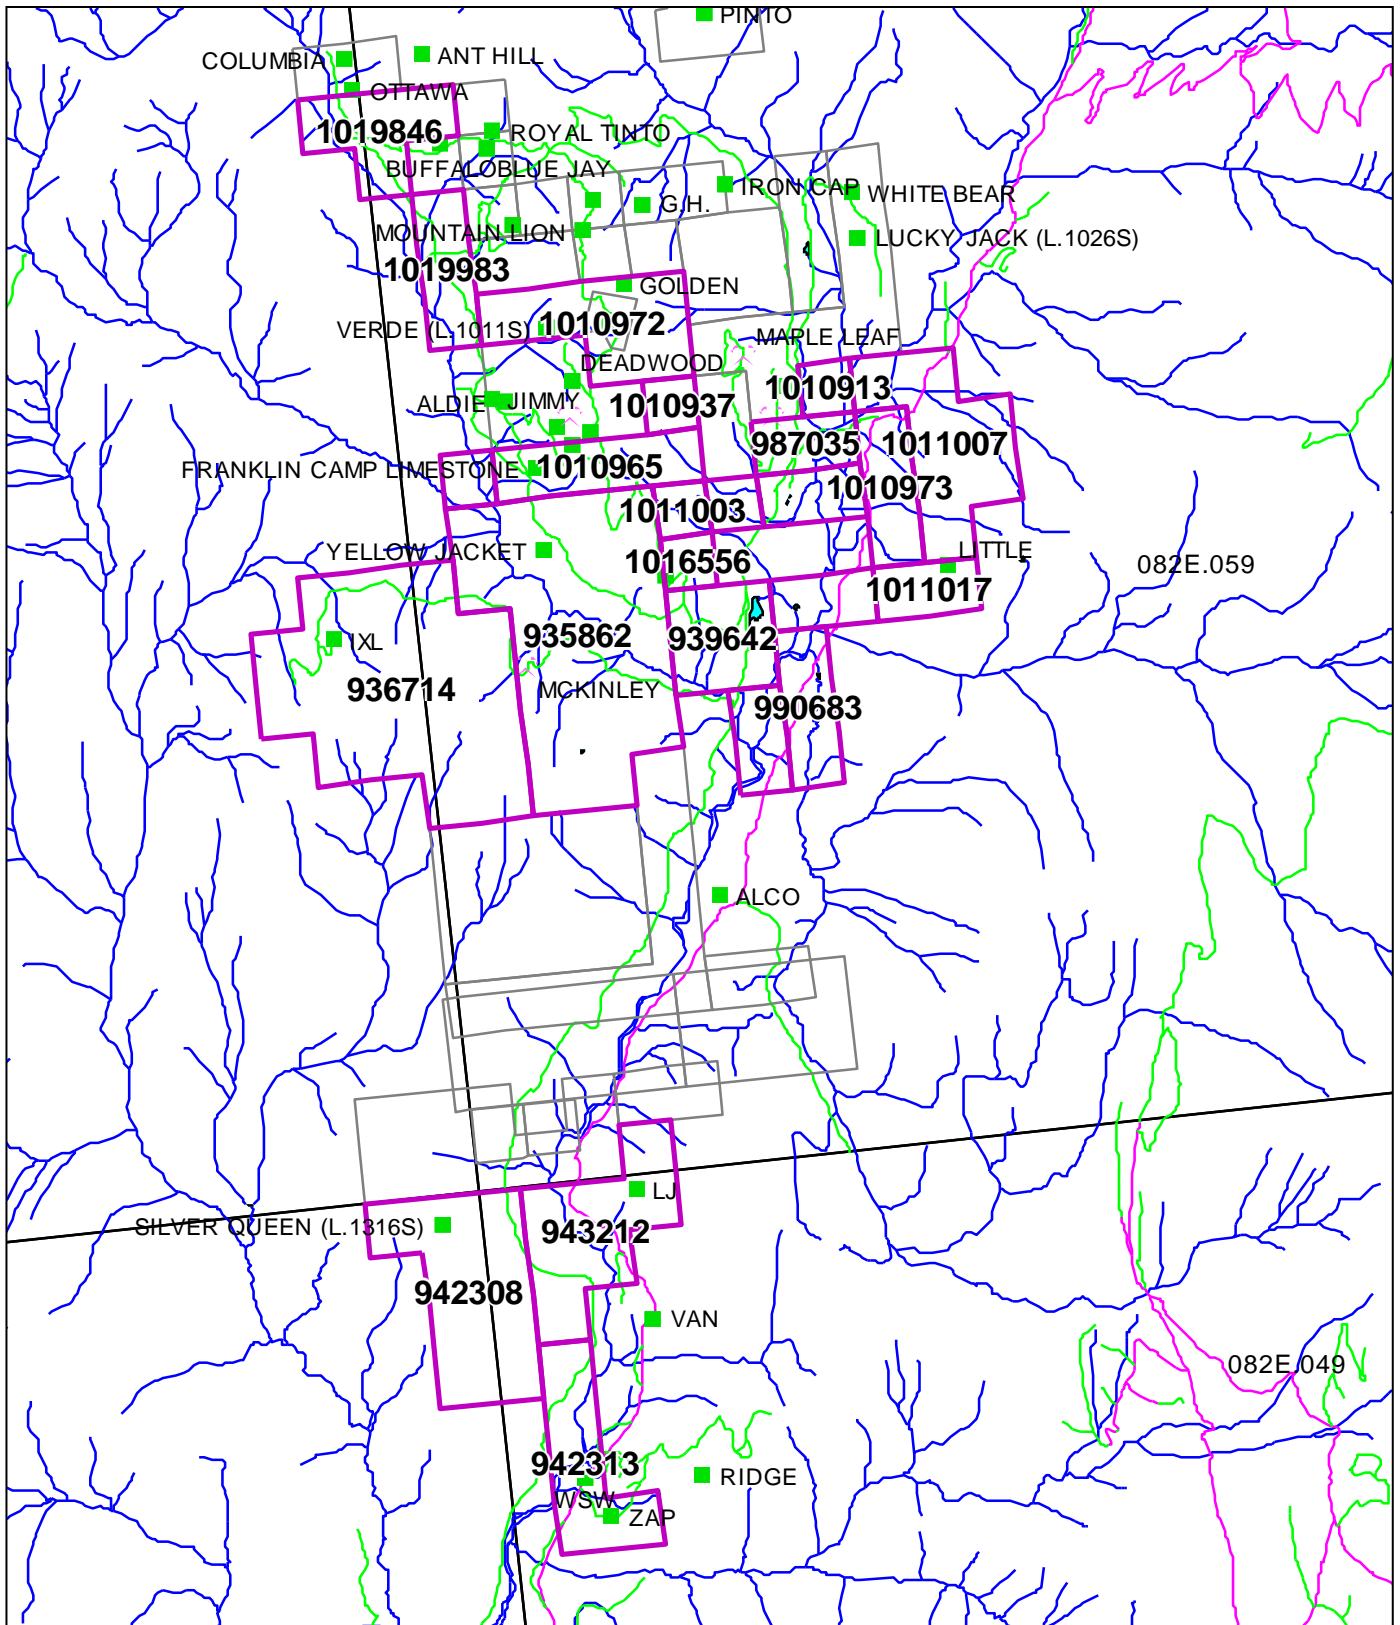 PINTO
COLUMBIA
ANT HILL
OTTAWA
1019846
ROYAL TINTO
BUFFALO
BLUE JAY
IRON CAP
WHITE BEAR
G.H.
MOUNTAIN LION
LUCKY JACK (L.1026S)
1019983
GOLDEN
VERDE (L.1011S)
1010972
MAPLE LEAF
DEADWOOD
1010913
ALDIE
JIMMY
1010937
987035
1011007
FRANKLIN CAMP LIMESTONE
1010965
1010973
1011003
YELLOW JACKET
1016556
LITTLE
082E.059
1011017
IXL
935862
939642
936714
MCKINLEY
990683
ALCO
LJ
SILVER QUEEN (L.1316S)
943212
942308
VAN
082E.049
942313
RIDGE
WSW
ZAP